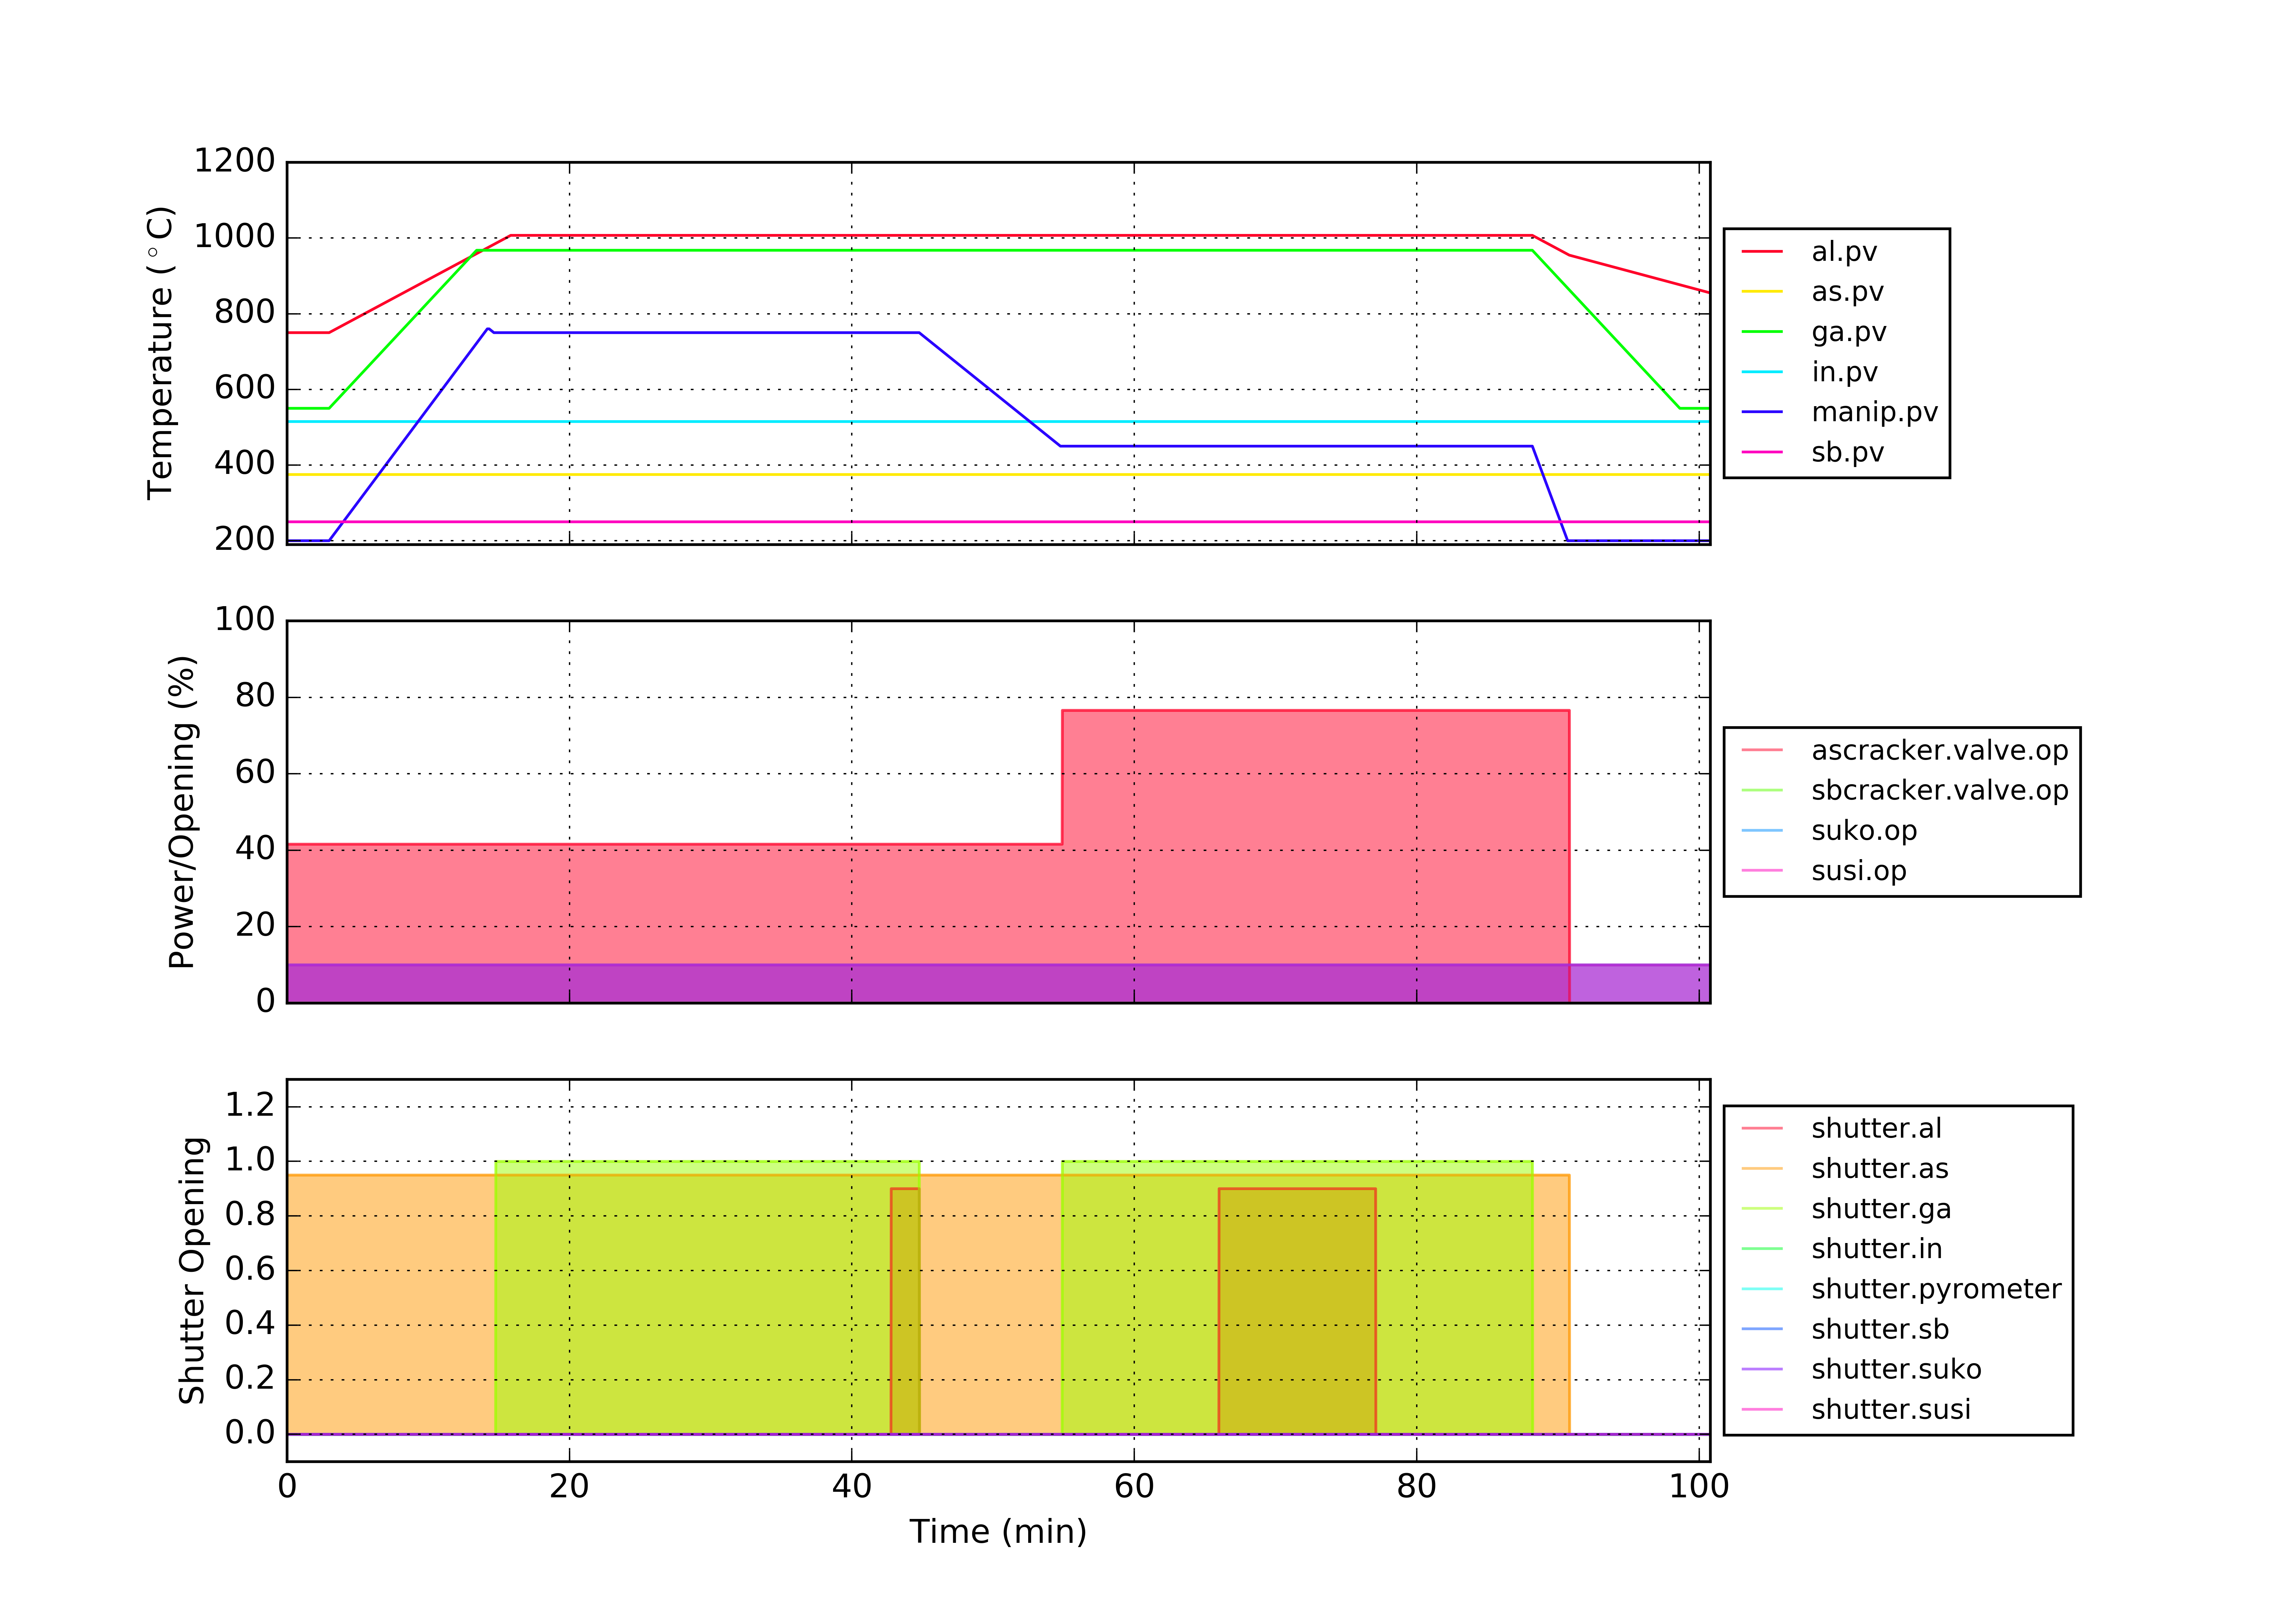 1200
1000
800
600
400
200
Temperature (°C)
al.pv
as.pv
ga.pv
in.pv
manip.pv
sb.pv
100
80
60
40
20
0
Power/Opening (%)
ascracker.valve.op
sbcracker.valve.op
suko.op
susi.op
1.2
1.0
0.8
0.6
0.4
0.2
0.0
Shutter Opening
shutter.al
shutter.as
shutter.ga
shutter.in
shutter.pyrometer
shutter.sb
shutter.suko
shutter.susi
0 20 40 60 80 100
Time (min)